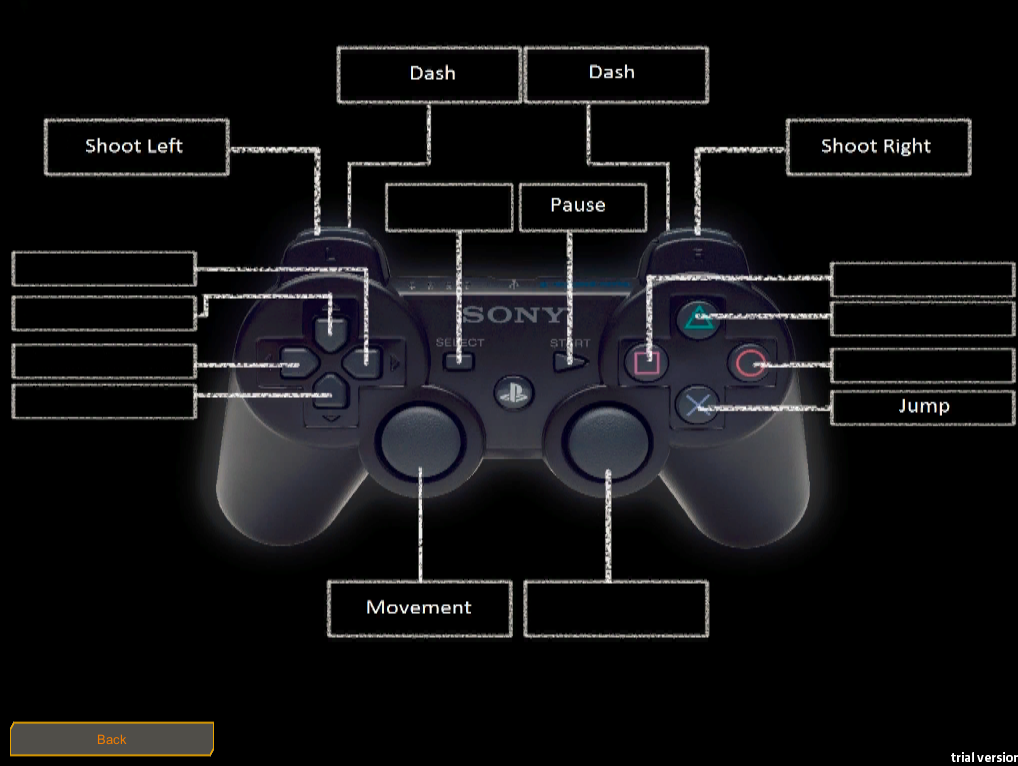 Dash
Dash
Shoot Left
Shoot Right
Pause
SONY
SELECT
START
Jump
Movement
Back
trial version